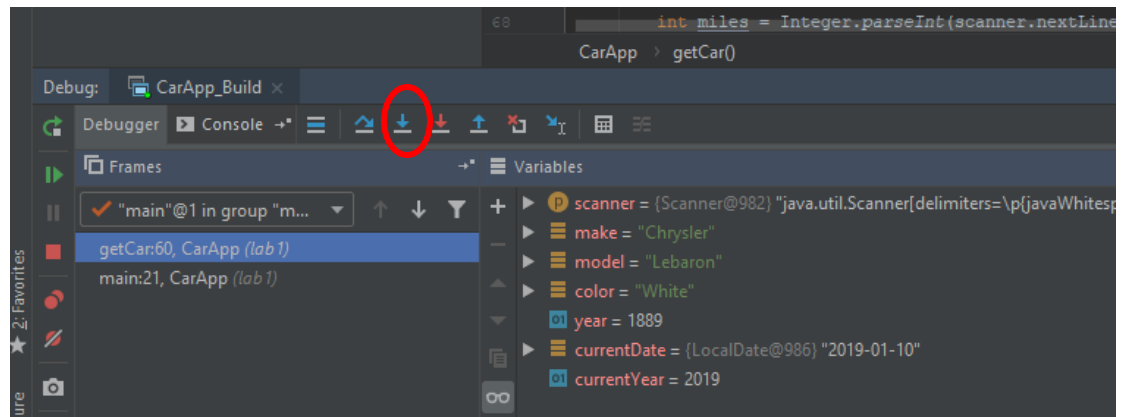 68 int miles = Integer.parseInt(scanner.nextLine
CarApp > getCar()
Debug: CarApp_Build ×
Debugger Console
Frames
Variables
"main"@1 in group "m...
getCar:60, CarApp (lab1)
main:21, CarApp (lab1)
scanner = {Scanner@982} "java.util.Scanner[delimiters=\p{javaWhitesp
make = "Chrysler"
model = "Lebaron"
color = "White"
01 year = 1889
currentDate = {LocalDate@986} "2019-01-10"
01 currentYear = 2019
2: Favorites
ure